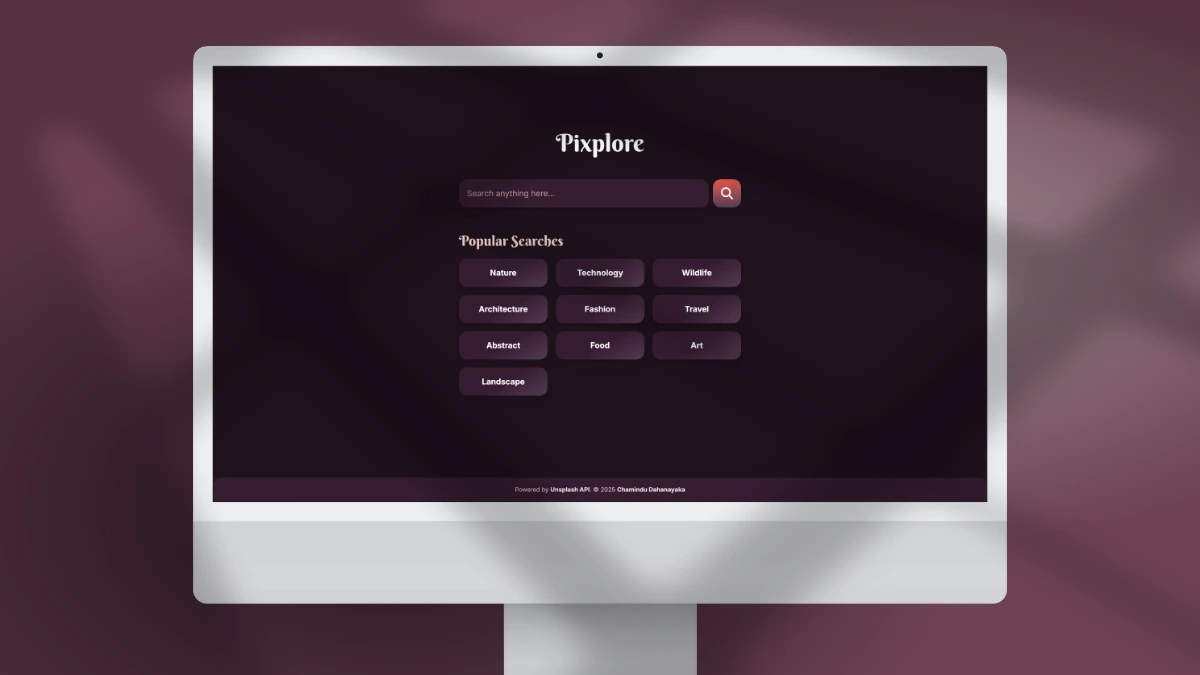 Pixplore
Search anything here...
Popular Searches
Nature
Technology
Wildlife
Architecture
Fashion
Travel
Abstract
Food
Art
Landscape
Powered by Unsplash API. © 2025 Chamindu Dahanayaka